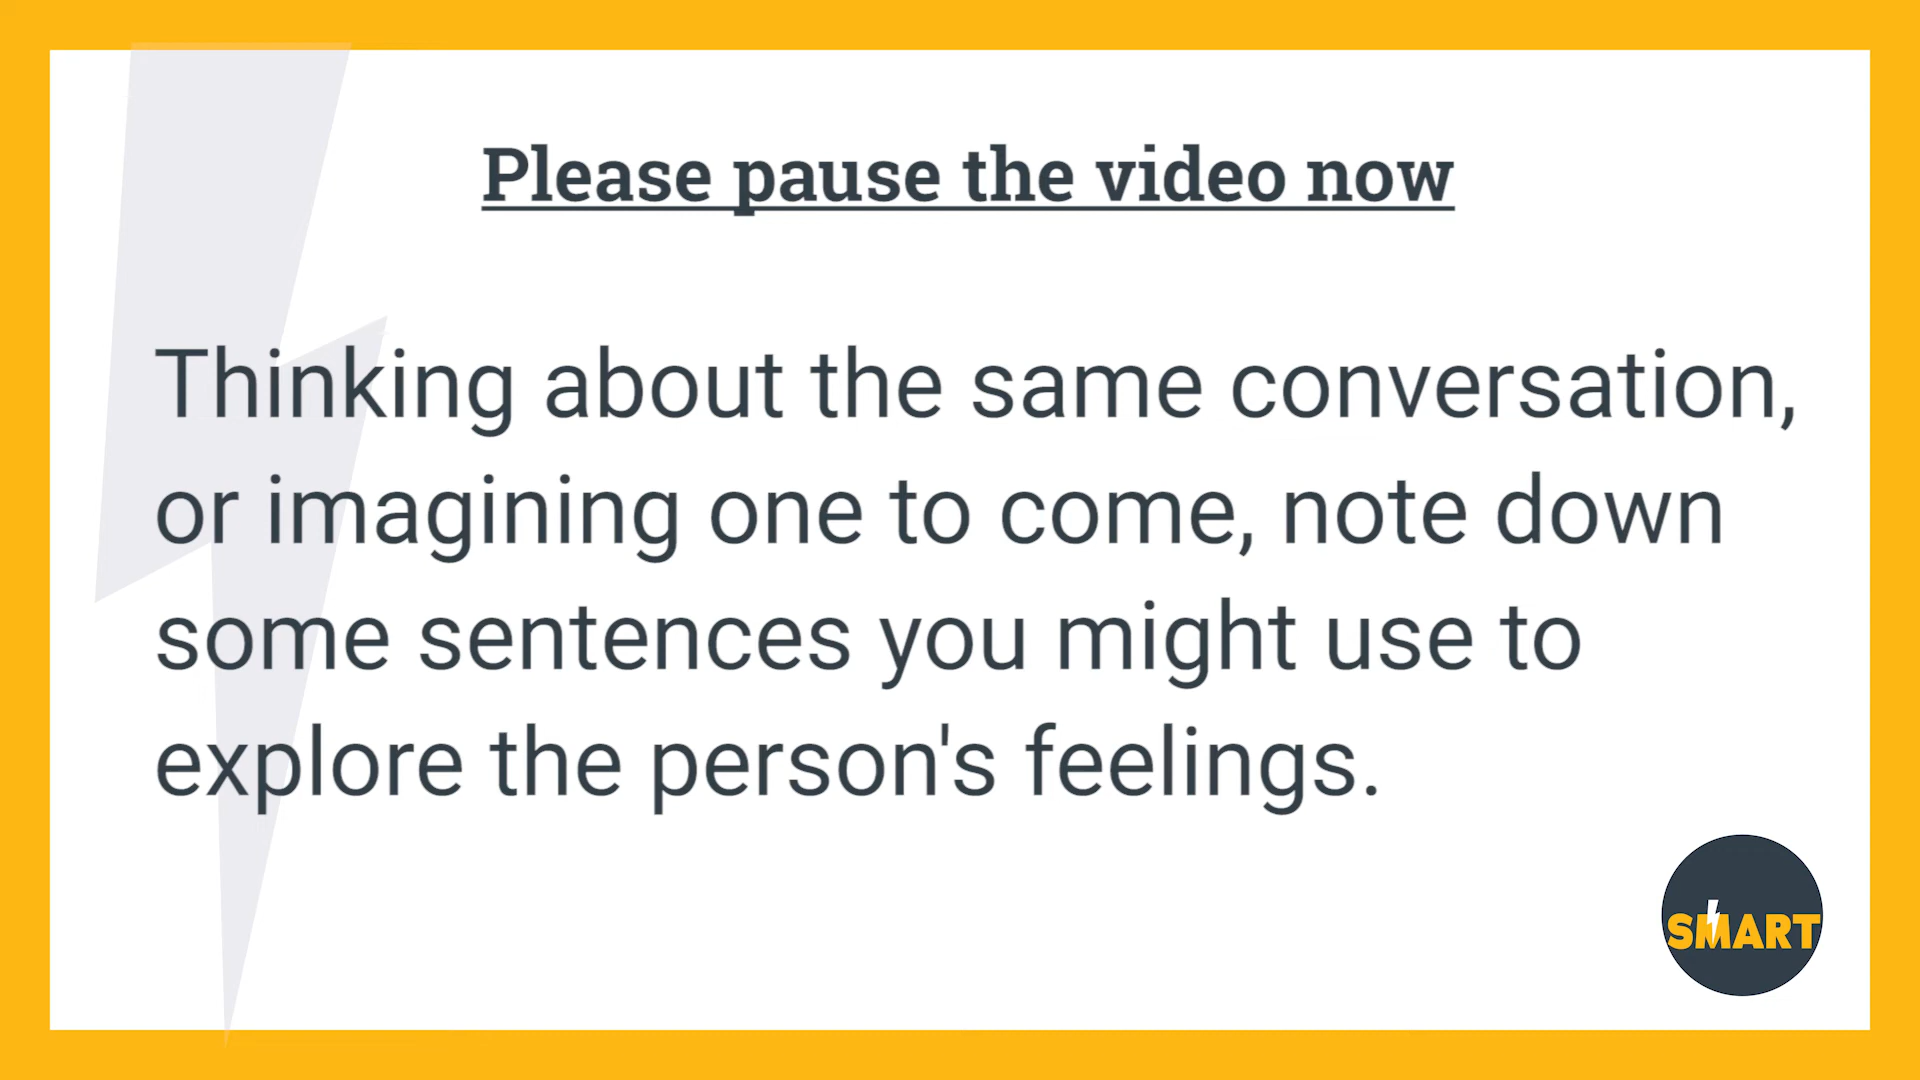 Please pause the video now
Thinking about the same conversation,
or imagining one to come, note down
some sentences you might use to
explore the person's feelings.
SMART